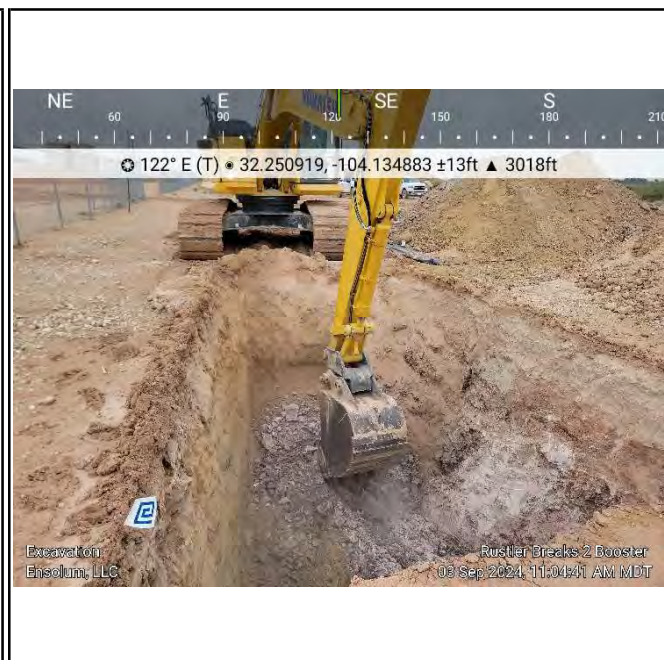 NE E SE S
60 90 120 150 180 210
122° E (T) ● 32.250919, -104.134883 ±13ft ▲ 3018ft
KOMATSU
Excavation
Ensolum, LLC
Rustler Breaks 2 Booster
03 Sep 2024, 11:04:41 AM MDT